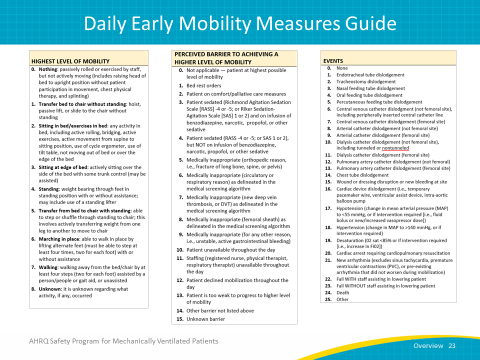 Daily Early Mobility Measures Guide
HIGHEST LEVEL OF MOBILITY
0. Nothing: passively rolled or exercised by staff,
but not actively moving (includes raising head of
bed to upright position without patient
participation in movement, chest physical
therapy, and splinting)
1. Transfer bed to chair without standing: hoist,
passive lift, or slide to the chair without
standing
2. Sitting in bed/exercises in bed: any activity in
bed, including active rolling, bridging, active
exercises, active movement from supine to
sitting position, use of cycle ergometer, use of
tilt table, not moving out of bed or over the
edge of the bed
3. Sitting at edge of bed: actively sitting over the
side of the bed with some trunk control (may be
assisted)
4. Standing: weight bearing through feet in
standing position with or without assistance;
may include use of a standing lifter
5. Transfer from bed to chair with standing: able
to step or shuffle through standing to chair; this
involves actively transferring weight from one
leg to another to move to chair
6. Marching in place: able to walk in place by
lifting alternate feet (must be able to step at
least four times, two for each foot) with or
without assistance
7. Walking: walking away from the bed/chair by at
least four steps (two for each foot) assisted by a
person/people or gait aid, or unassisted
8. Unknown: it is unknown regarding what
activity, if any, occurred
PERCEIVED BARRIER TO ACHIEVING A
HIGHER LEVEL OF MOBILITY
0. Not applicable — patient at highest possible
level of mobility
1. Bed rest orders
2. Patient on comfort/palliative care measures
3. Patient sedated (Richmond Agitation Sedation
Scale [RASS] -4 or -5; or Riker Sedation-
Agitation Scale [SAS] 1 or 2) and on infusion of
benzodiazepine, narcotic, propofol, or other
sedative
4. Patient sedated (RASS -4 or -5; or SAS 1 or 2),
but NOT on infusion of benzodiazepine,
narcotic, propofol, or other sedative
5. Medically inappropriate (orthopedic reason,
i.e., fracture of long bone, spine, or pelvis)
6. Medically inappropriate (circulatory or
respiratory reason) as delineated in the
medical screening algorithm
7. Medically inappropriate (new deep vein
thrombosis, or DVT) as delineated in the
medical screening algorithm
8. Medically inappropriate (femoral sheath) as
delineated in the medical screening algorithm
9. Medically inappropriate (for any other reason,
i.e., unstable, active gastrointestinal bleeding)
10. Patient unavailable throughout the day
11. Staffing (registered nurse, physical therapist,
respiratory therapist) unavailable throughout
the day
12. Patient declined mobilization throughout the
day
13. Patient is too weak to progress to higher level
of mobility
14. Other barrier not listed above
15. Unknown barrier
EVENTS
0. None
1. Endotracheal tube dislodgement
2. Tracheostomy dislodgement
3. Nasal feeding tube dislodgement
4. Oral feeding tube dislodgement
5. Percutaneous feeding tube dislodgement
6. Central venous catheter dislodgement (not femoral site),
including peripherally inserted central catheter line
7. Central venous catheter dislodgement (femoral site)
8. Arterial catheter dislodgement (not femoral site)
9. Arterial catheter dislodgement (femoral site)
10. Dialysis catheter dislodgement (not femoral site),
including tunneled or nontunneled
11. Dialysis catheter dislodgement (femoral site)
12. Pulmonary artery catheter dislodgement (not femoral)
13. Pulmonary artery catheter dislodgement (femoral site)
14. Chest tube dislodgement
15. Wound or dressing disruption or new bleeding at site
16. Cardiac device dislodgement (i.e., temporary
pacemaker wire, ventricular assist device, intra-aortic
balloon pump
17. Hypotension (change in mean arterial pressure [MAP]
to <55 mmHg, or if intervention required [i.e., fluid
bolus or new/increased vasopressor dose])
18. Hypertension (change in MAP to >140 mmHg, or if
intervention required)
19. Desaturation (O2 sat <85% or if intervention required
[i.e., increase in FiO2])
20. Cardiac arrest requiring cardiopulmonary resuscitation
21. New arrhythmia (excludes sinus tachycardia, premature
ventricular contractions (PVC), or pre-existing
arrhythmia that did not worsen during mobilization)
22. Fall WITH staff assisting in lowering patient
23. Fall WITHOUT staff assisting in lowering patient
24. Death
25. Other
AHRQ Safety Program for Mechanically Ventilated Patients
Overview 23